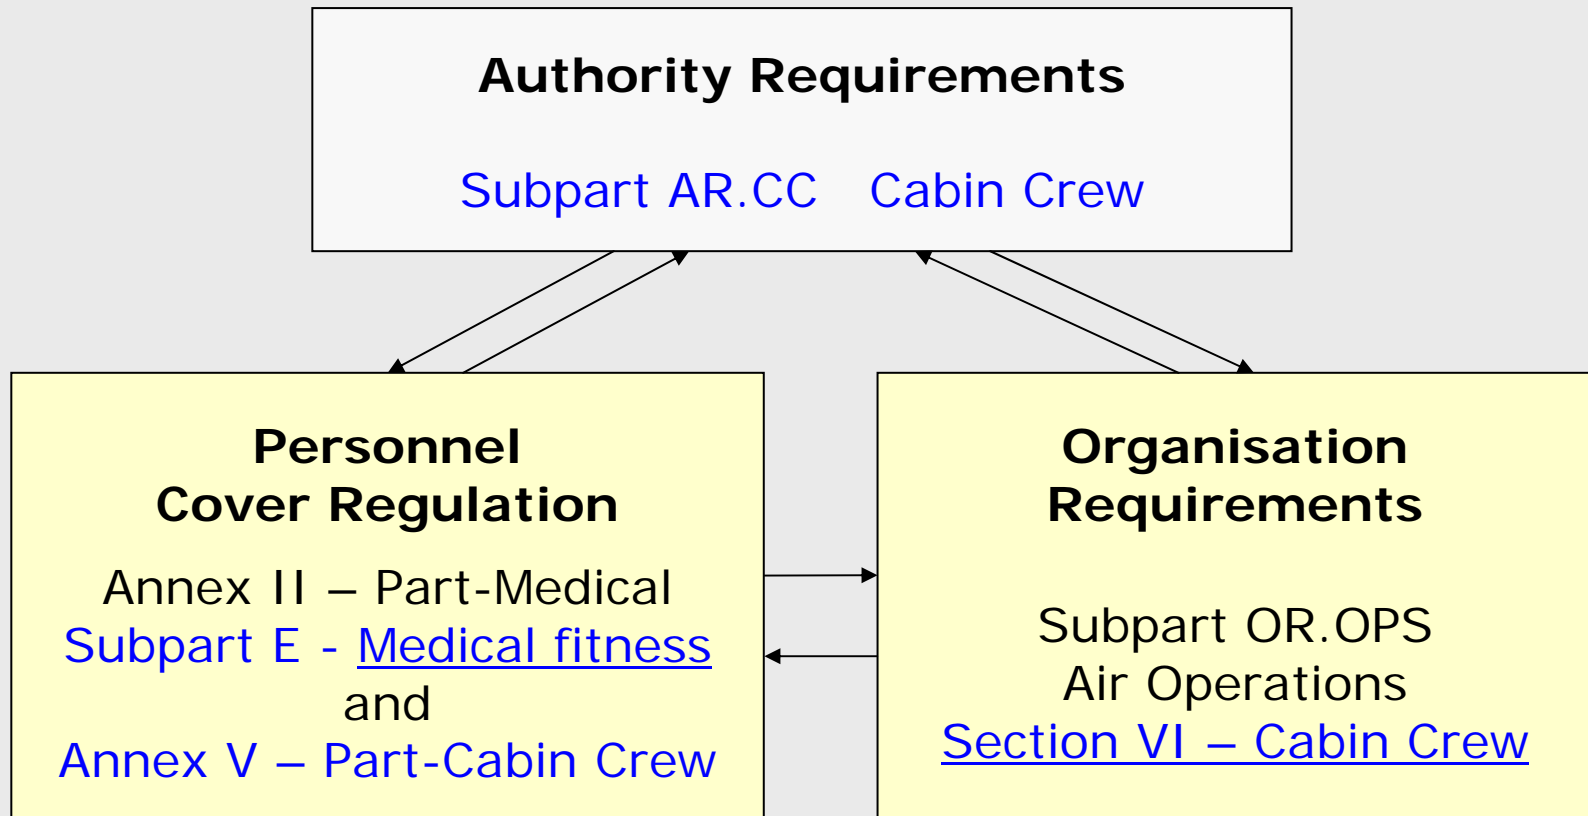 Authority Requirements
Subpart AR.CC Cabin Crew
Personnel
Cover Regulation
Annex II – Part-Medical
Subpart E - Medical fitness
and
Annex V – Part-Cabin Crew
Organisation
Requirements
Subpart OR.OPS
Air Operations
Section VI – Cabin Crew